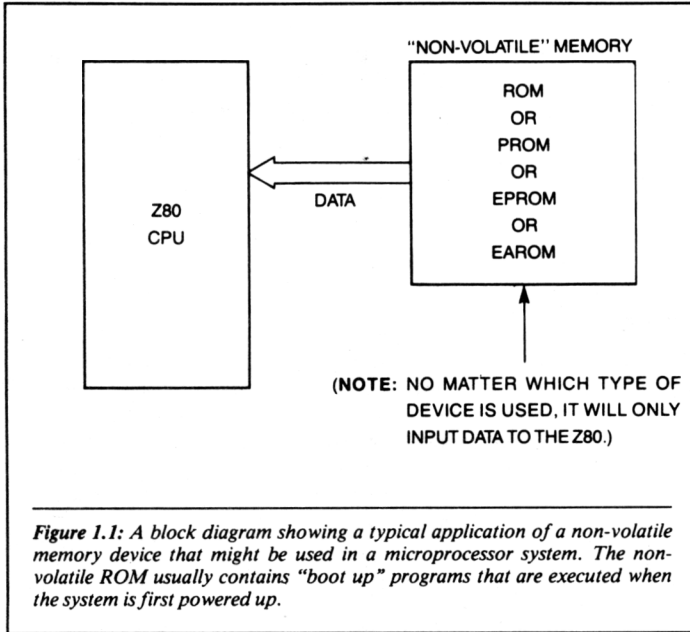 "NON-VOLATILE" MEMORY
ROM
OR
PROM
OR
EPROM
OR
EAROM
DATA
Z80
CPU
(NOTE: NO MATTER WHICH TYPE OF
DEVICE IS USED, IT WILL ONLY
INPUT DATA TO THE Z80.)
Figure 1.1: A block diagram showing a typical application of a non-volatile
memory device that might be used in a microprocessor system. The non-
volatile ROM usually contains "boot up" programs that are executed when
the system is first powered up.